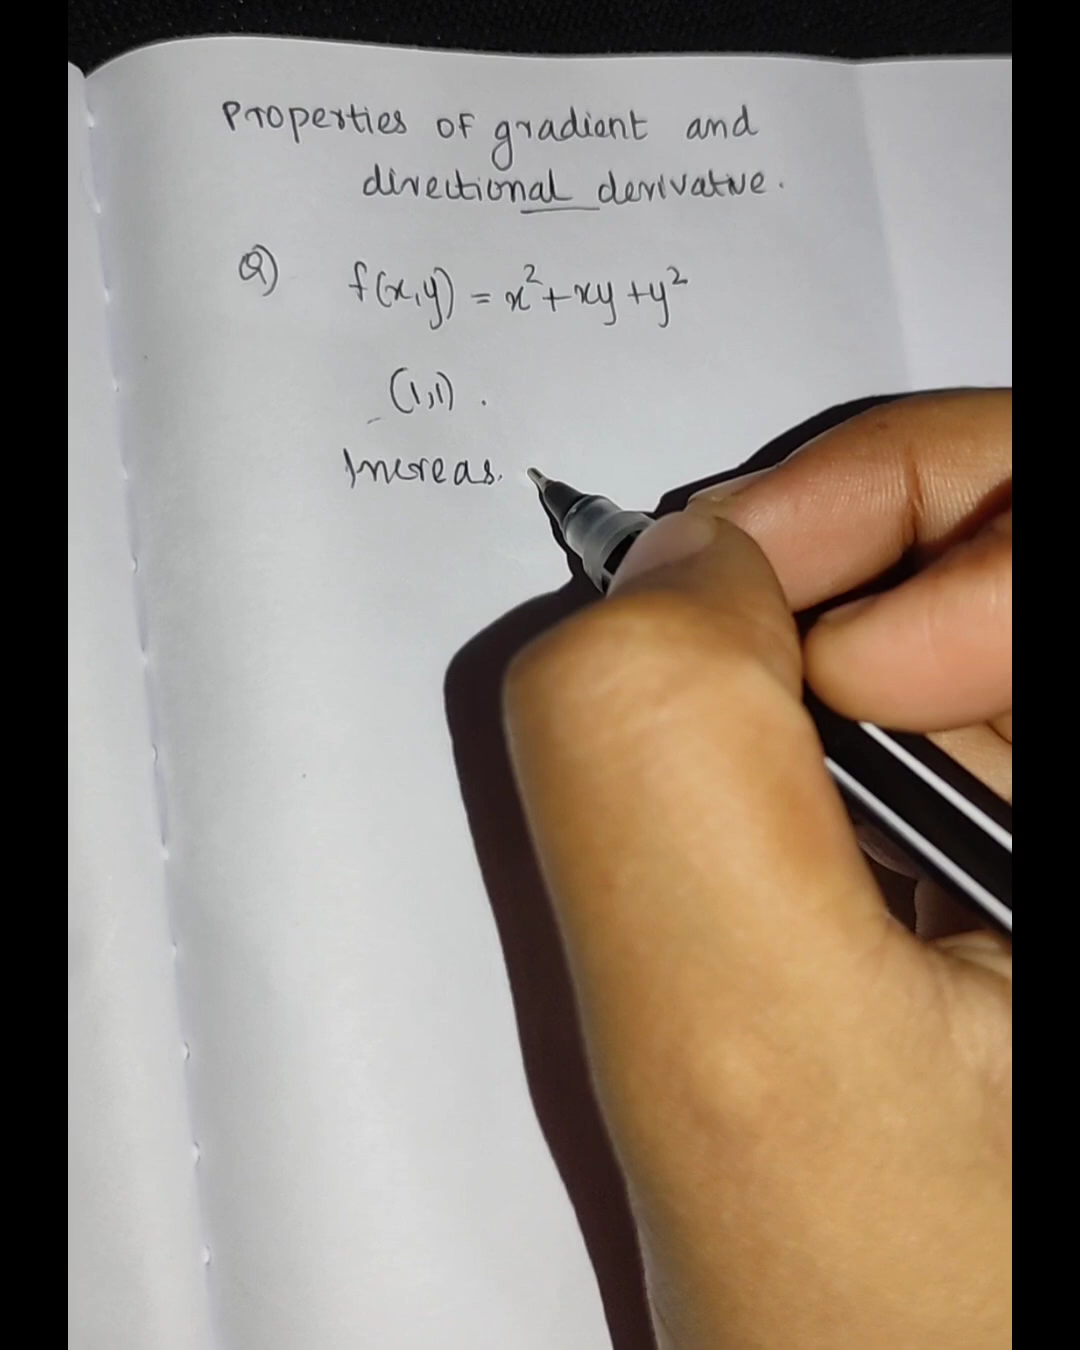 Properties of gradient and
directional derivative.
Q) f(x,y) = x²+xy+y²
(1,1).
Increas